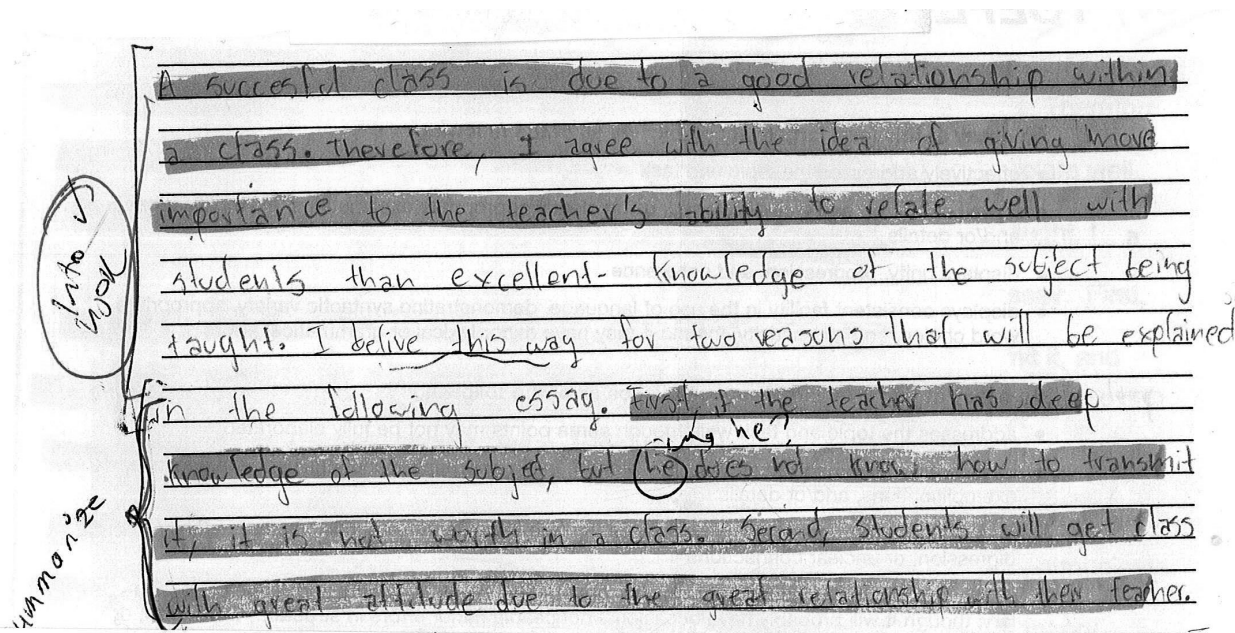 A succesful class is due to a good relationship within
a class. Therefore, I agree with the idea of giving more
importance to the teacher's ability to relate well with
students than excellent knowledge of the subject being
taught. I belive this way for two reasons that will be explained
in the following essay. First, if the teacher has deep
he?
knowledge of the subject, but he does not know how to transmit
it, it is not worth in a class. Second, students will get class
with great attitude due to the great relationship with their teacher.
Into
hook
summarize